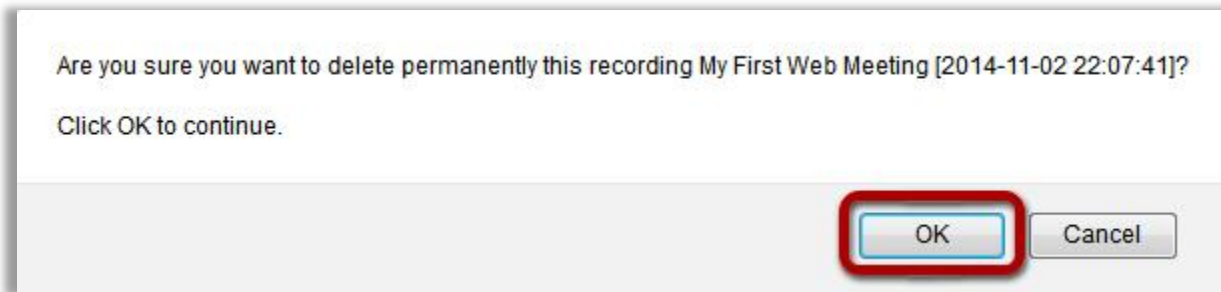 Are you sure you want to delete permanently this recording My First Web Meeting [2014-11-02 22:07:41]?
Click OK to continue.
OK Cancel